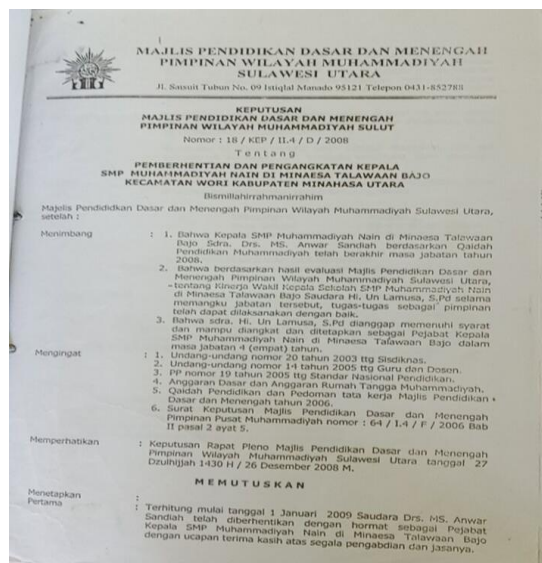 MAJLIS PENDIDIKAN DASAR DAN MENENGAH
PIMPINAN WILAYAH MUHAMMADIYAH
SULAWESI UTARA
Jl. Sasuit Tubun No. 09 Istiqlal Manado 95121 Telepon 0431-852788
KEPUTUSAN
MAJLIS PENDIDIKAN DASAR DAN MENENGAH
PIMPINAN WILAYAH MUHAMMADIYAH SULUT
Nomor : 18 / KEP / II.4 / D / 2008
Tentang
PEMBERHENTIAN DAN PENGANGKATAN KEPALA
SMP MUHAMMADIYAH NAIN DI MINAESA TALAWAAN BAJO
KECAMATAN WORI KABUPATEN MINAHASA UTARA
Bismillahirrahmanirrahim
Majelis Pendididkan Dasar dan Menengah Pimpinan Wilayah Muhammadiyah Sulawesi Utara,
setelah :
Menimbang : 1. Bahwa Kepala SMP Muhammadiyah Nain di Minaesa Talawaan
Bajo Sdra. Drs. MS. Anwar Sandiah berdasarkan Qaidah
Pendidikan Muhammadiyah telah berakhir masa jabatan tahun
2008.
2. Bahwa berdasarkan hasil evaluasi Majlis Pendidikan Dasar dan
Menengah Pimpinan Wilayah Muhammadiyah Sulawesi Utara,
tentang Kinerja Wakil Kepala Sekolah SMP Muhammadiyah Nain
di Minaesa Talawaan Bajo Saudara Hi. Un Lamusa, S.Pd selama
memangku jabatan tersebut, tugas-tugas sebagai pimpinan
telah dapat dilaksanakan dengan baik.
3. Bahwa sdra. Hi. Un Lamusa, S.Pd dianggap memenuhi syarat
dan mampu diangkat dan ditetapkan sebagai Pejabat Kepala
SMP Muhammadiyah Nain di Minaesa Talawaan Bajo dalam
masa jabatan 4 (empat) tahun.
Mengingat : 1. Undang-undang nomor 20 tahun 2003 ttg Sisdiknas.
2. Undang-undang nomor 14 tahun 2005 ttg Guru dan Dosen.
3. PP nomor 19 tahun 2005 ttg Standar Nasional Pendidikan.
4. Anggaran Dasar dan Anggaran Rumah Tangga Muhammadiyah.
5. Qaidah Pendidikan dan Pedoman tata kerja Majlis Pendidikan
Dasar dan Menengah tahun 2006.
6. Surat Keputusan Majlis Pendidikan Dasar dan Menengah
Pimpinan Pusat Muhammadiyah nomor : 64 / I.4 / F / 2006 Bab
II pasal 2 ayat 5.
Memperhatikan : Keputusan Rapat Pleno Majlis Pendidikan Dasar dan Menengah
Pimpinan Wilayah Muhammadiyah Sulawesi Utara tanggal 27
Dzulhijjah 1430 H / 26 Desember 2008 M.
MEMUTUSKAN
Menetapkan :
Pertama : Terhitung mulai tanggal 1 Januari 2009 Saudara Drs. MS. Anwar
Sandiah telah diberhentikan dengan hormat sebagai Pejabat
Kepala SMP Muhammadiyah Nain di Minaesa Talawaan Bajo
dengan ucapan terima kasih atas segala pengabdian dan jasanya.